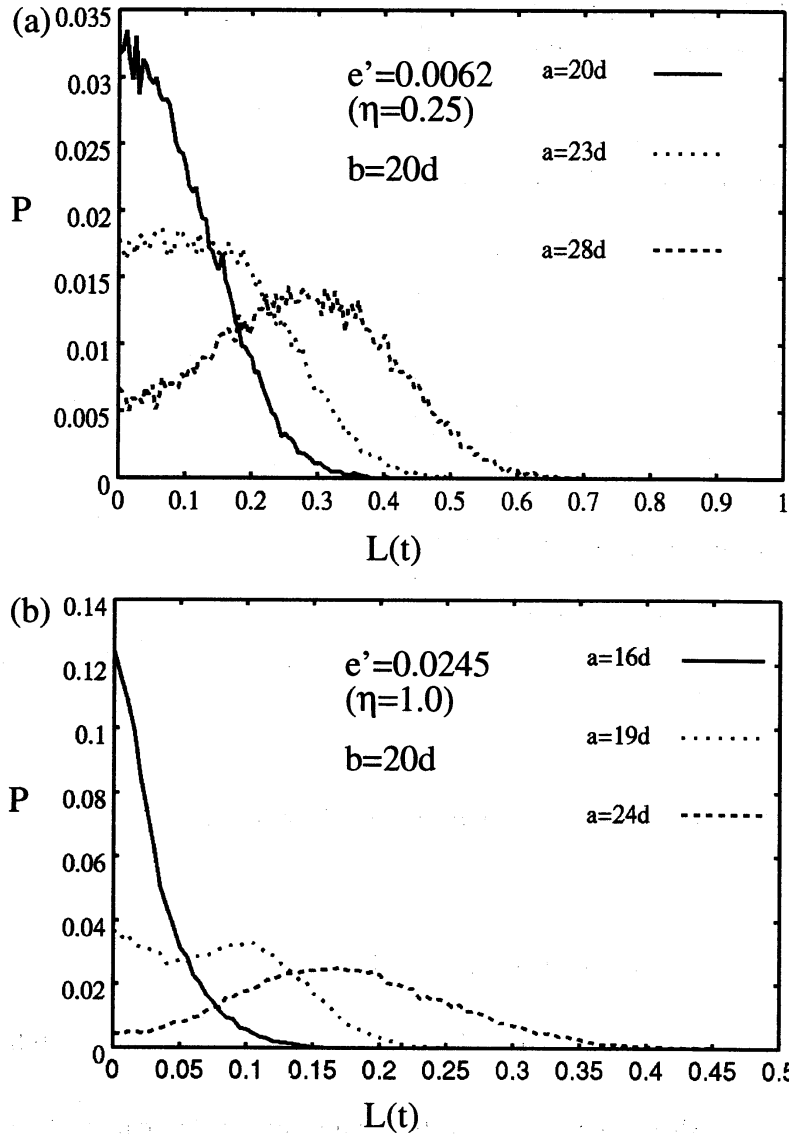 (a)
0.035
0.03
0.025
0.02
0.015
0.01
0.005
0
P
e'=0.0062
(η=0.25)
b=20d
a=20d
a=23d
a=28d
0 0.1 0.2 0.3 0.4 0.5 0.6 0.7 0.8 0.9 1
L(t)
(b)
0.14
0.12
0.1
0.08
0.06
0.04
0.02
0
P
e'=0.0245
(η=1.0)
b=20d
a=16d
a=19d
a=24d
0 0.05 0.1 0.15 0.2 0.25 0.3 0.35 0.4 0.45 0.5
L(t)